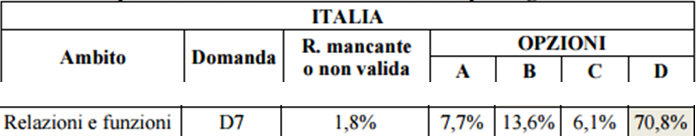 ITALIA
Ambito Domanda R. mancante o non valida OPZIONI
A B C D
Relazioni e funzioni D7 1,8% 7,7% 13,6% 6,1% 70,8%